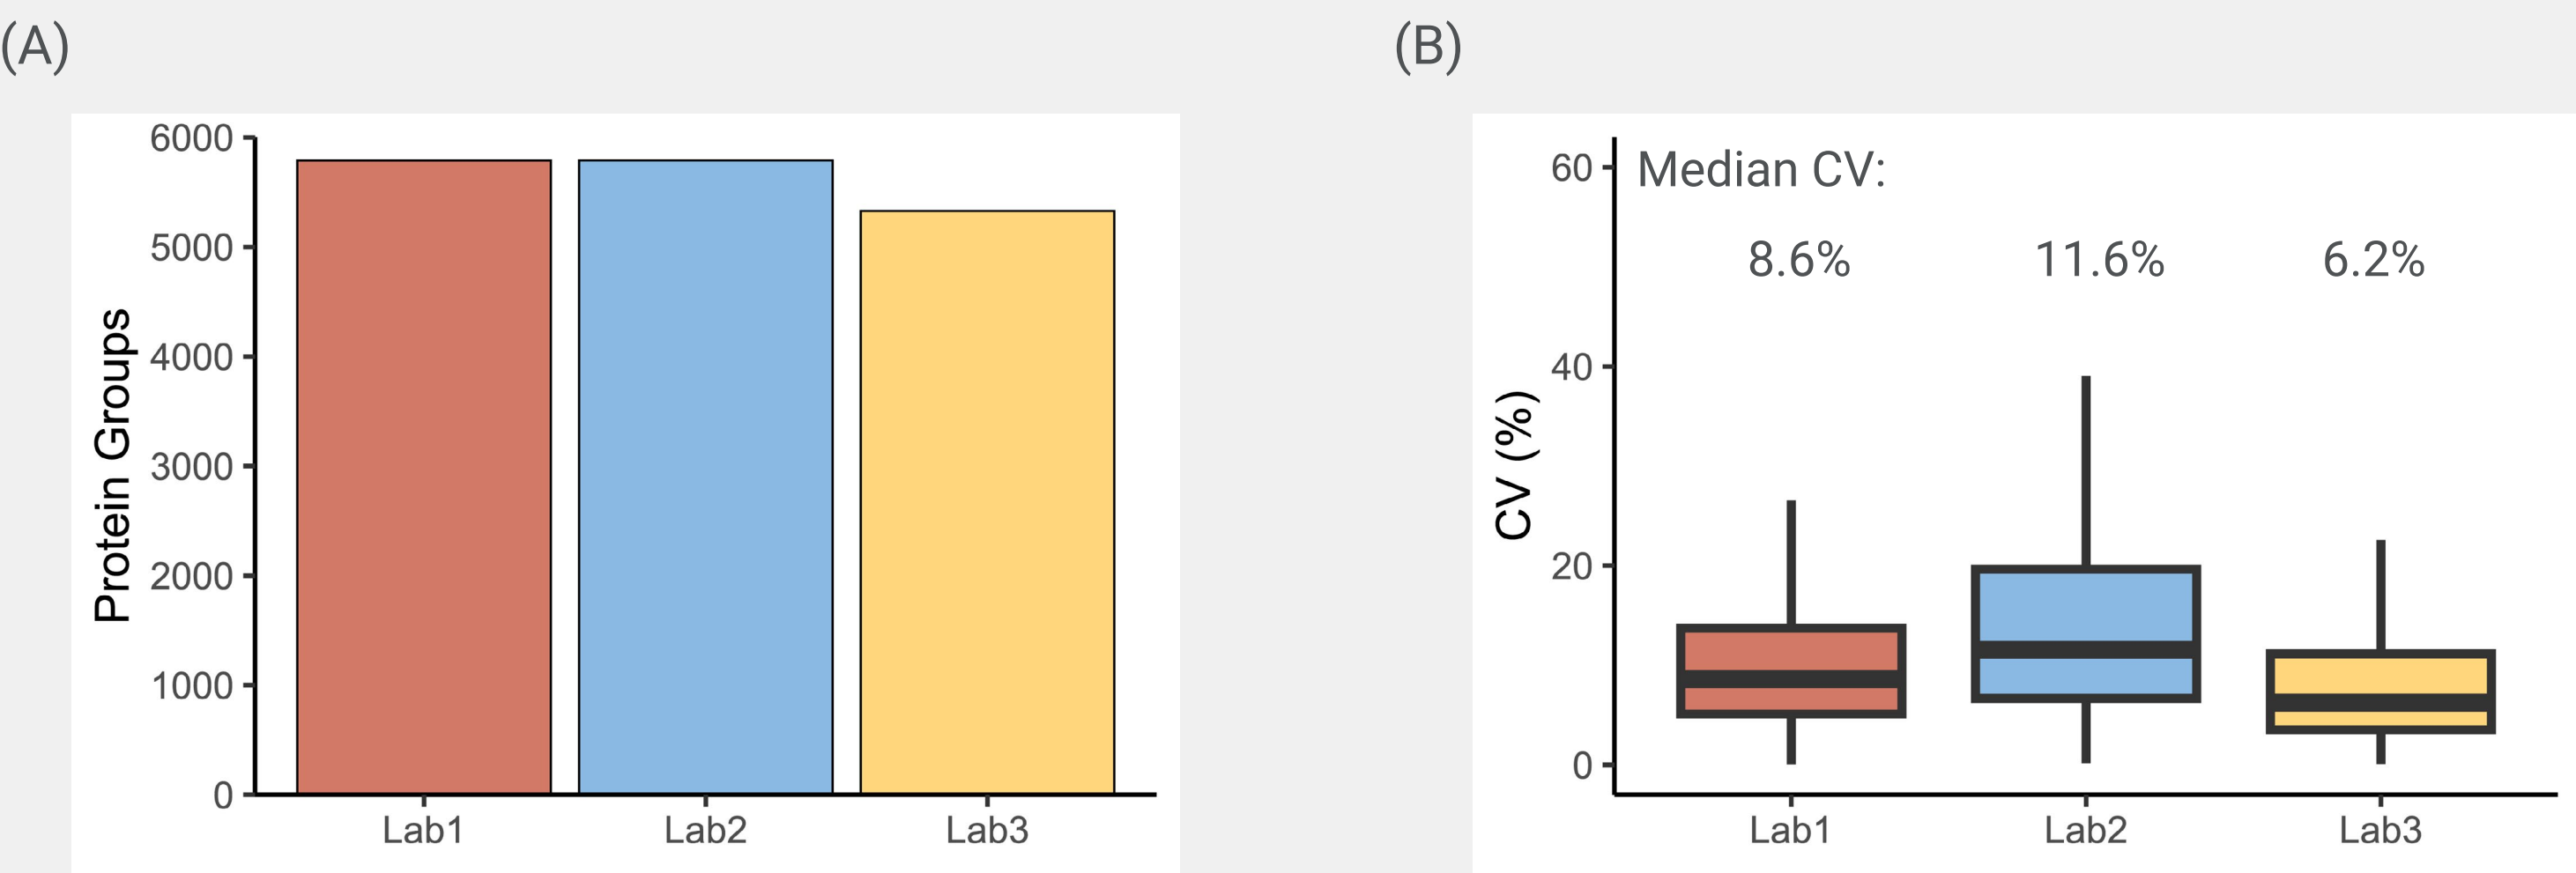 (A)
Protein Groups
6000
5000
4000
3000
2000
1000
0
Lab1 Lab2 Lab3
(B)
CV (%)
60
40
20
0
Median CV:
8.6% 11.6% 6.2%
Lab1 Lab2 Lab3